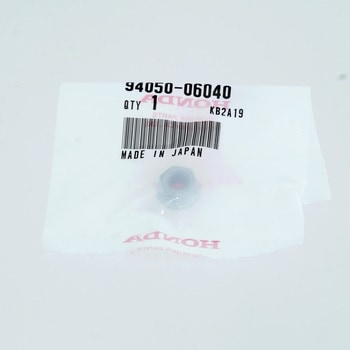 94050-06040
QTY 1 KB2A19
HONDA
MADE IN JAPAN
HONDA